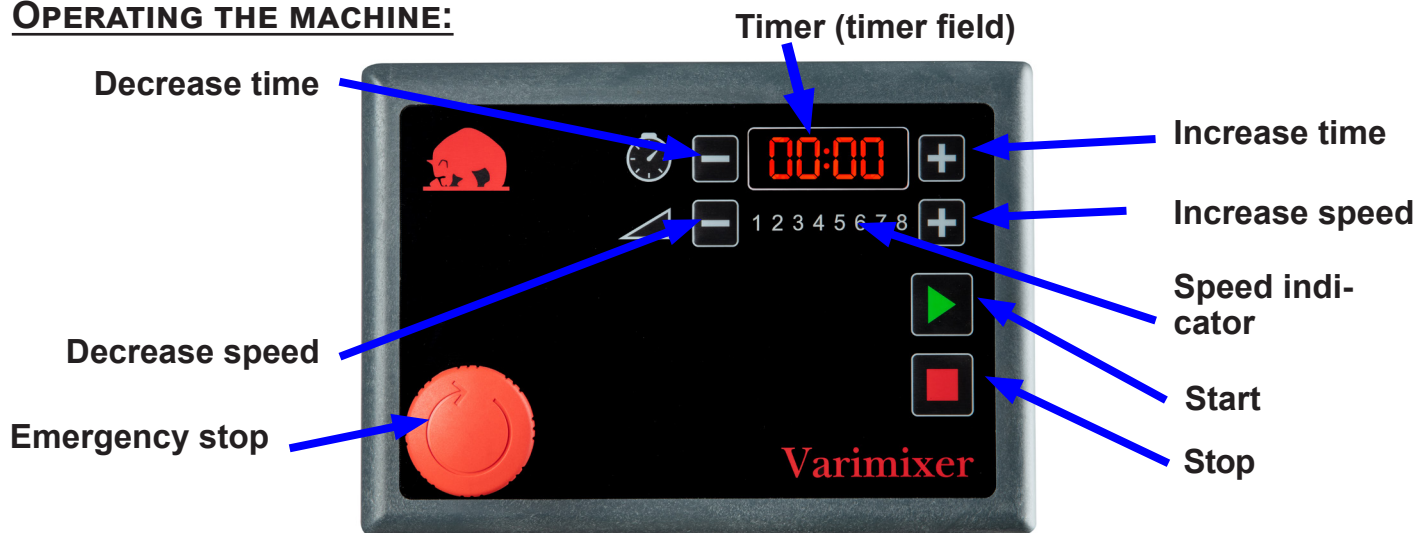 OPERATING THE MACHINE:
Timer (timer field)
Decrease time
00:00
Increase time
1 2 3 4 5 6 7 8
Increase speed
Speed indi-
cator
Decrease speed
Start
Emergency stop
Stop
Varimixer